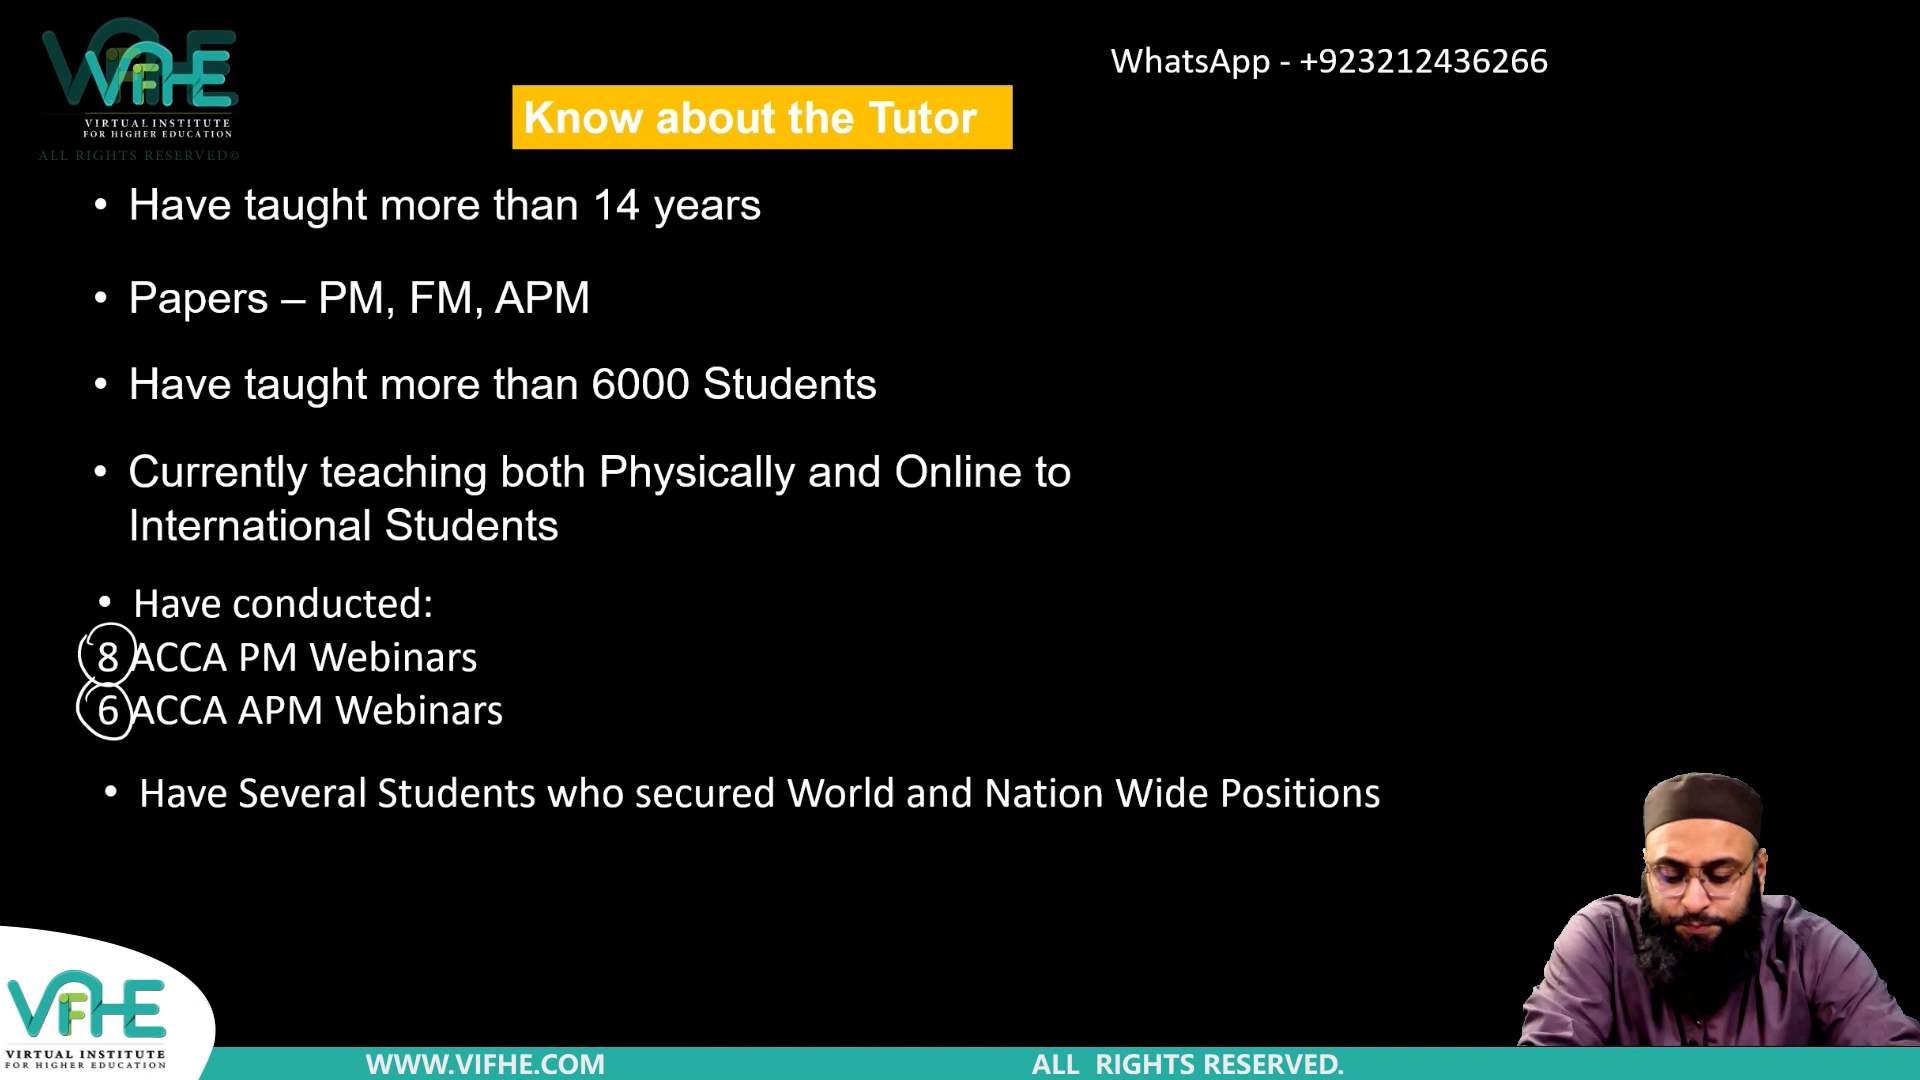 VIFHE
VIRTUAL INSTITUTE
FOR HIGHER EDUCATION
ALL RIGHTS RESERVED©
WhatsApp - +923212436266
Know about the Tutor
• Have taught more than 14 years
• Papers – PM, FM, APM
• Have taught more than 6000 Students
• Currently teaching both Physically and Online to
International Students
• Have conducted:
8 ACCA PM Webinars
6 ACCA APM Webinars
• Have Several Students who secured World and Nation Wide Positions
VIFHE
VIRTUAL INSTITUTE
FOR HIGHER EDUCATION
WWW.VIFHE.COM
ALL RIGHTS RESERVED.